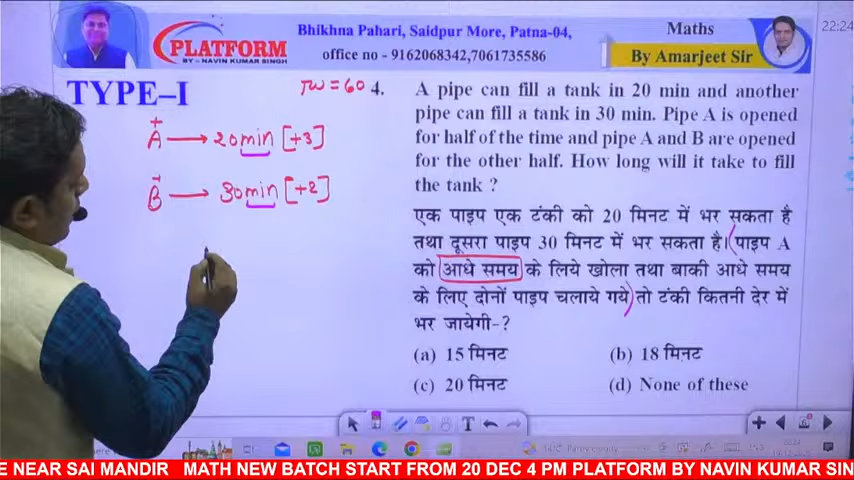 22:24
Bhikhna Pahari, Saidpur More, Patna-04,
office no - 9162068342,7061735586
PLATFORM
BY - NAVIN KUMAR SINGH
Maths
By Amarjeet Sir
TYPE–I
TW = 60
A → 20min [+3]
B → 30min [+2]
4. A pipe can fill a tank in 20 min and another
pipe can fill a tank in 30 min. Pipe A is opened
for half of the time and pipe A and B are opened
for the other half. How long will it take to fill
the tank ?
एक पाइप एक टंकी को 20 मिनट में भर सकता है
तथा दूसरा पाइप 30 मिनट में भर सकता है। पाइप A
को आधे समय के लिये खोला तथा बाकी आधे समय
के लिए दोनों पाइप चलाये गये तो टंकी कितनी देर में
भर जायेगी-?
(a) 15 मिनट
(b) 18 मिनट
(c) 20 मिनट
(d) None of these
E NEAR SAI MANDIR MATH NEW BATCH START FROM 20 DEC 4 PM PLATFORM BY NAVIN KUMAR SIN